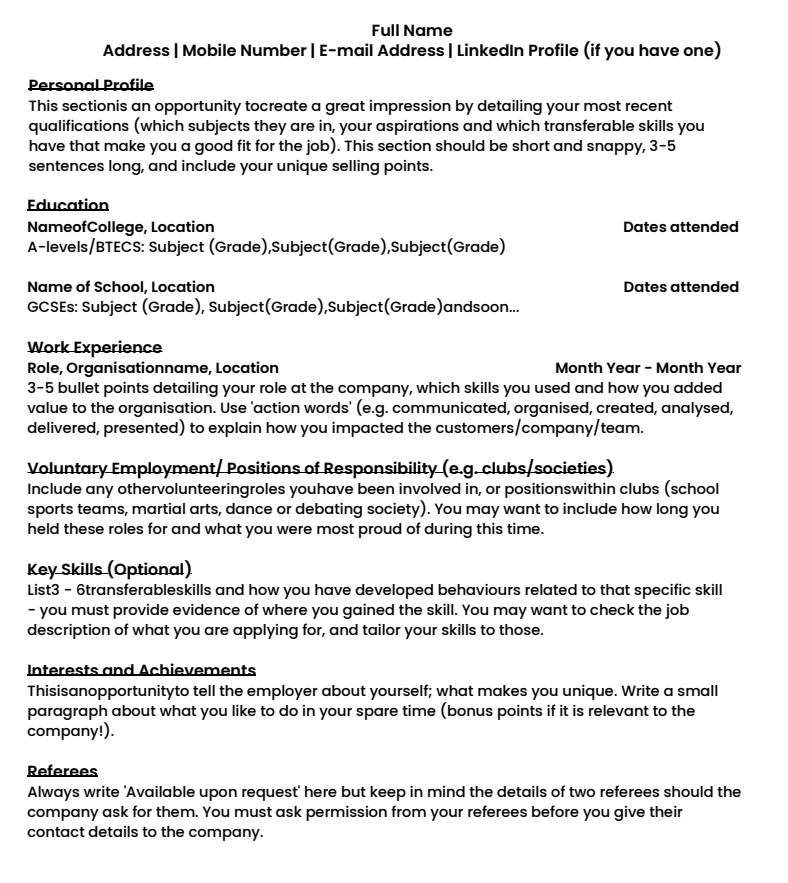 Full Name
Address | Mobile Number | E-mail Address | LinkedIn Profile (if you have one)
Personal Profile
This sectionis an opportunity tocreate a great impression by detailing your most recent
qualifications (which subjects they are in, your aspirations and which transferable skills you
have that make you a good fit for the job). This section should be short and snappy, 3-5
sentences long, and include your unique selling points.
Education
NameofCollege, Location Dates attended
A-levels/BTECS: Subject (Grade),Subject(Grade),Subject(Grade)
Name of School, Location Dates attended
GCSEs: Subject (Grade), Subject(Grade),Subject(Grade)andsoon...
Work Experience
Role, Organisationname, Location Month Year - Month Year
3-5 bullet points detailing your role at the company, which skills you used and how you added
value to the organisation. Use 'action words' (e.g. communicated, organised, created, analysed,
delivered, presented) to explain how you impacted the customers/company/team.
Voluntary Employment/ Positions of Responsibility (e.g. clubs/societies)
Include any othervolunteeringroles youhave been involved in, or positionswithin clubs (school
sports teams, martial arts, dance or debating society). You may want to include how long you
held these roles for and what you were most proud of during this time.
Key Skills (Optional)
List3 - 6transferableskills and how you have developed behaviours related to that specific skill
- you must provide evidence of where you gained the skill. You may want to check the job
description of what you are applying for, and tailor your skills to those.
Interests and Achievements
Thisisanopportunityto tell the employer about yourself; what makes you unique. Write a small
paragraph about what you like to do in your spare time (bonus points if it is relevant to the
company!).
Referees
Always write 'Available upon request' here but keep in mind the details of two referees should the
company ask for them. You must ask permission from your referees before you give their
contact details to the company.